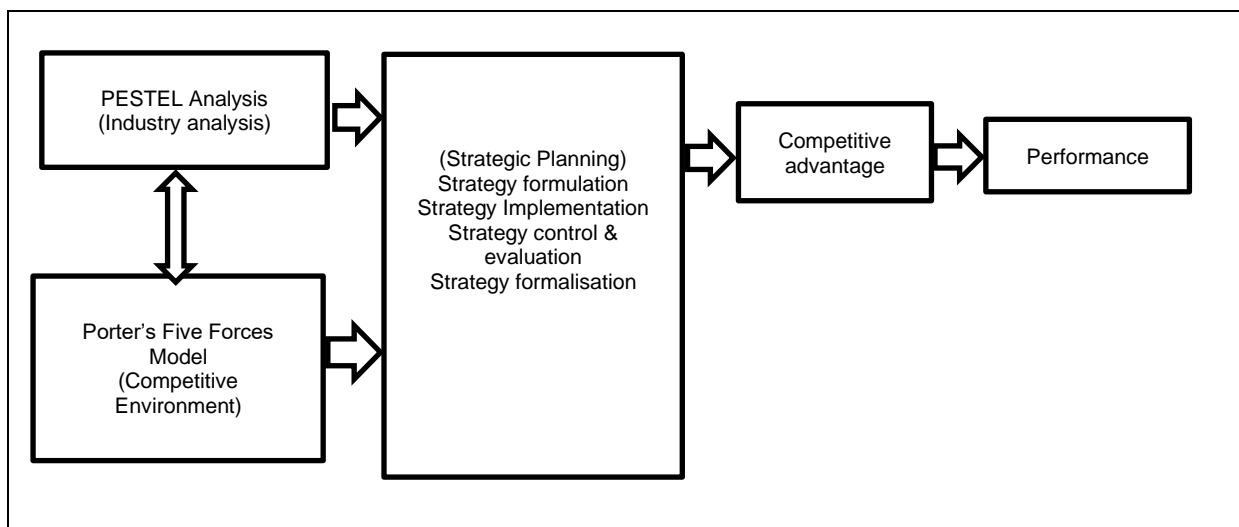 PESTEL Analysis
(Industry analysis)
Porter’s Five Forces
Model
(Competitive
Environment)
(Strategic Planning)
Strategy formulation
Strategy Implementation
Strategy control &
evaluation
Strategy formalisation
Competitive
advantage
Performance